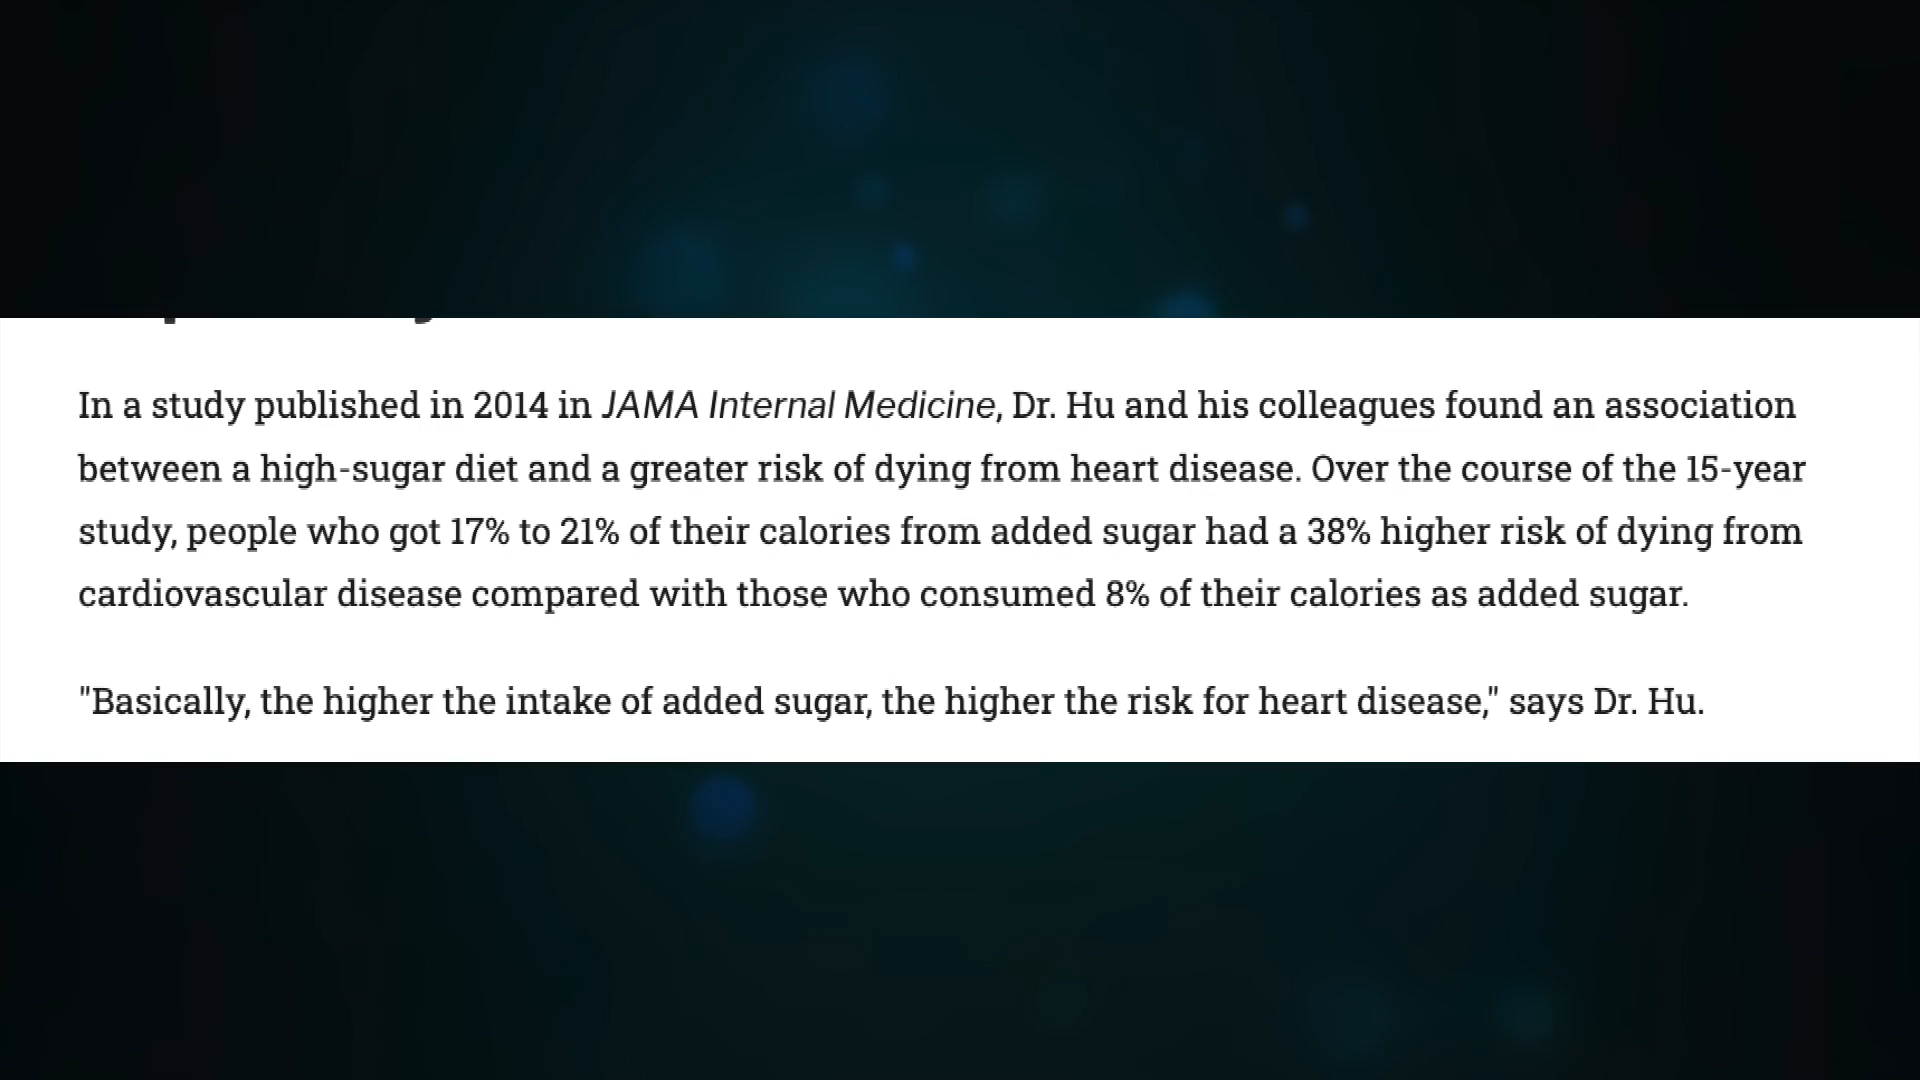 In a study published in 2014 in JAMA Internal Medicine, Dr. Hu and his colleagues found an association
between a high-sugar diet and a greater risk of dying from heart disease. Over the course of the 15-year
study, people who got 17% to 21% of their calories from added sugar had a 38% higher risk of dying from
cardiovascular disease compared with those who consumed 8% of their calories as added sugar.
"Basically, the higher the intake of added sugar, the higher the risk for heart disease," says Dr. Hu.